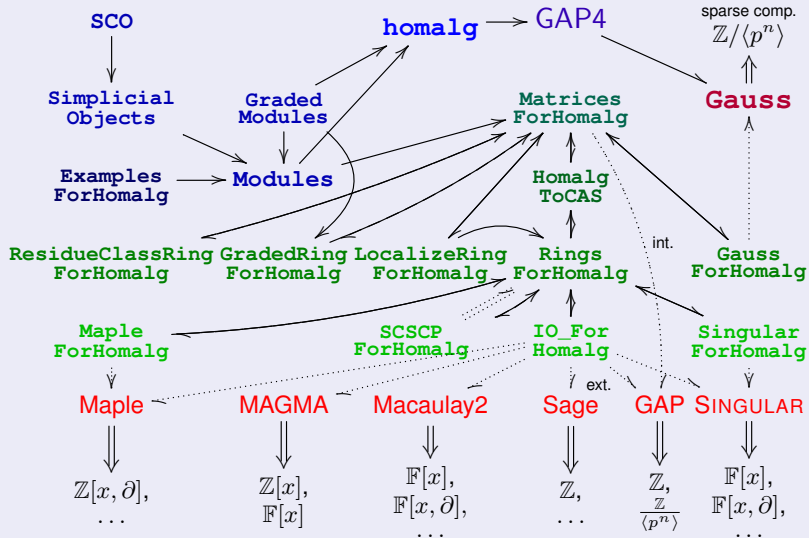 sparse comp.
SCO
homalg
GAP4
ℤ/⟨pⁿ⟩
Simplicial
Objects
Graded
Modules
Matrices
ForHomalg
Gauss
Examples
ForHomalg
Modules
Homalg
ToCAS
int.
ResidueClassRing
ForHomalg
GradedRing
ForHomalg
LocalizeRing
ForHomalg
Rings
ForHomalg
Gauss
ForHomalg
Maple
ForHomalg
SCSCP
ForHomalg
IO_For
Homalg
Singular
ForHomalg
ext.
Maple
MAGMA
Macaulay2
Sage
GAP
SINGULAR
ℤ[x, ∂],
...
ℤ[x],
𝔽[x]
𝔽[x],
𝔽[x, ∂],
...
ℤ,
...
ℤ,
ℤ/⟨pⁿ⟩
𝔽[x],
𝔽[x, ∂],
...